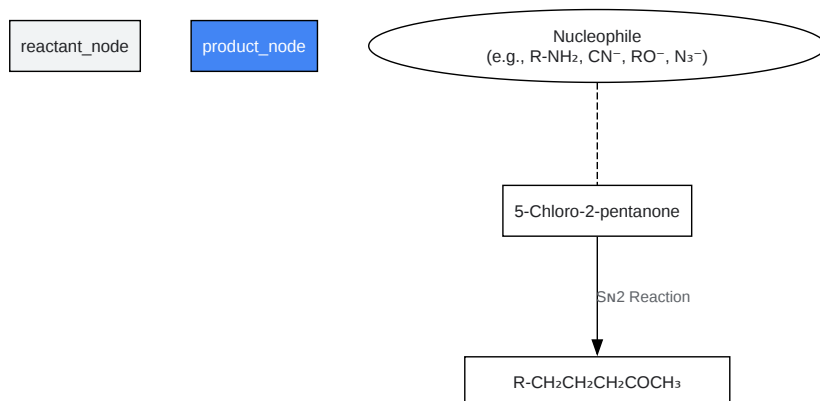 reactant_node
product_node
Nucleophile
(e.g., R-NH₂, CN⁻, RO⁻, N₃⁻)
5-Chloro-2-pentanone
Sɴ2 Reaction
R-CH₂CH₂CH₂COCH₃